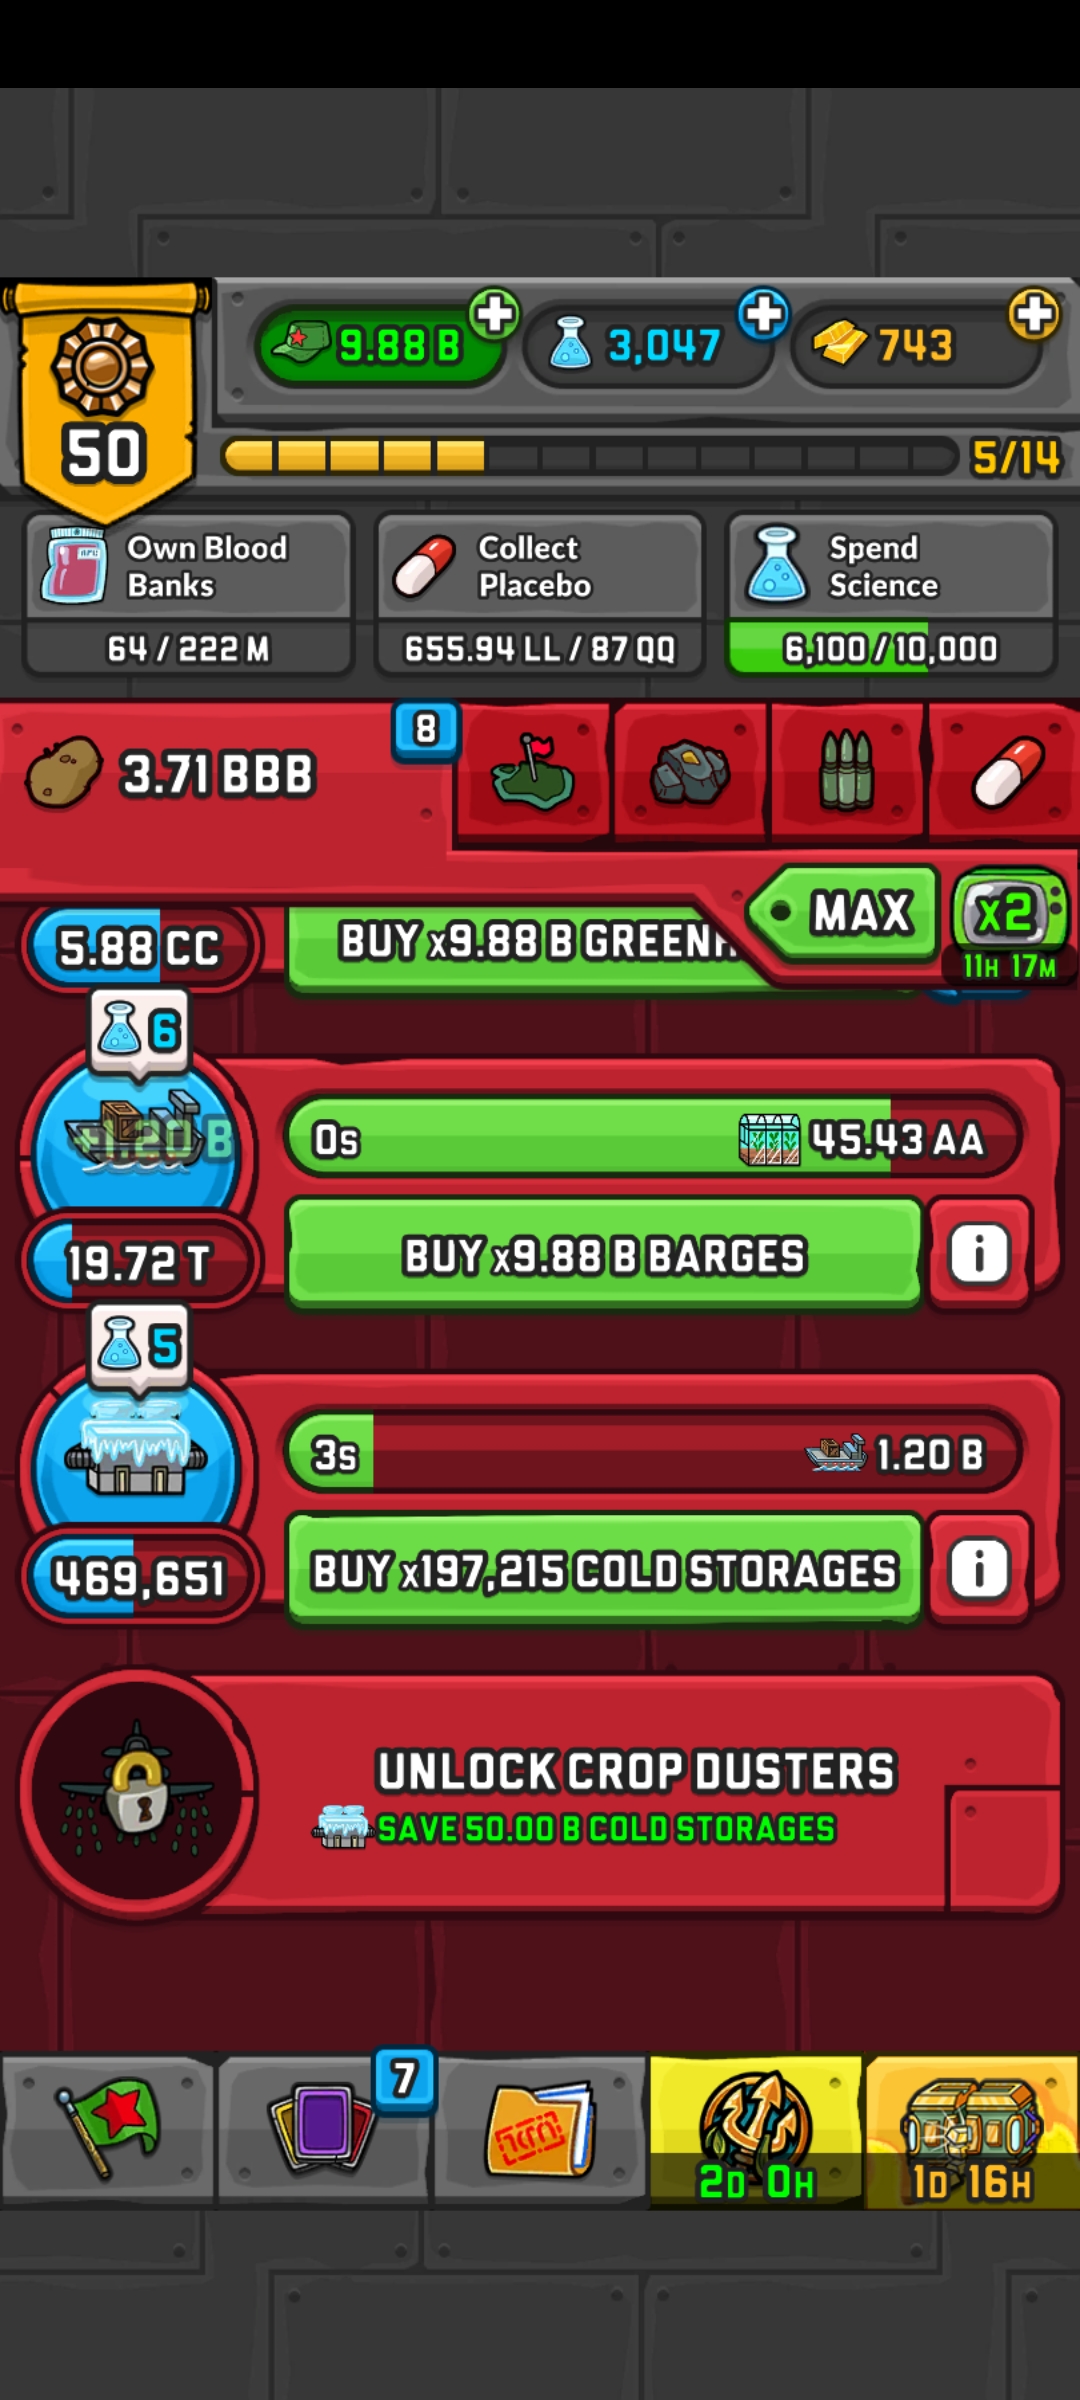 9.88 B
3,047
743
50
5/14
Own Blood
Banks
64 / 222 M
Collect
Placebo
655.94 LL / 87 QQ
Spend
Science
6,100 / 10,000
3.71 BBB
8
MAX
x2
11H 17M
5.88 CC
BUY x9.88 B
6
1.20 B
0s
45.43 AA
19.72 T
BUY x9.88 B BARGES
i
5
3s
1.20 B
469,651
BUY x197,215 COLD STORAGES
i
UNLOCK CROP DUSTERS
SAVE 50.00 B COLD STORAGES
7
2D 0H
1D 16H